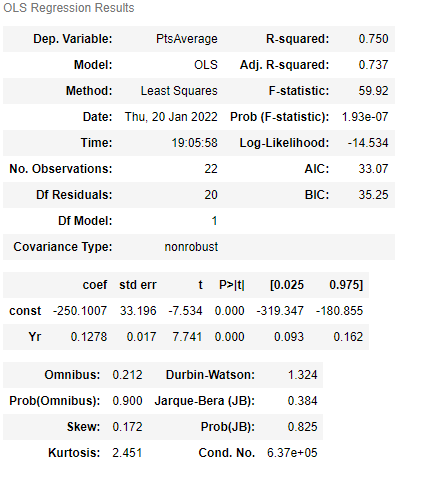 OLS Regression Results
Dep. Variable: PtsAverage R-squared: 0.750
Model: OLS Adj. R-squared: 0.737
Method: Least Squares F-statistic: 59.92
Date: Thu, 20 Jan 2022 Prob (F-statistic): 1.93e-07
Time: 19:05:58 Log-Likelihood: -14.534
No. Observations: 22 AIC: 33.07
Df Residuals: 20 BIC: 35.25
Df Model: 1
Covariance Type: nonrobust
coef std err t P>|t| [0.025 0.975]
const -250.1007 33.196 -7.534 0.000 -319.347 -180.855
Yr 0.1278 0.017 7.741 0.000 0.093 0.162
Omnibus: 0.212 Durbin-Watson: 1.324
Prob(Omnibus): 0.900 Jarque-Bera (JB): 0.384
Skew: 0.172 Prob(JB): 0.825
Kurtosis: 2.451 Cond. No. 6.37e+05